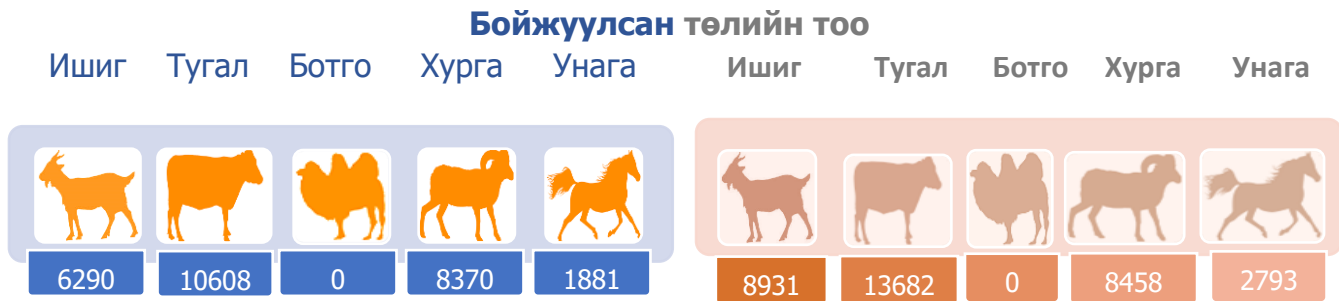 Бойжуулсан төлийн тоо
Ишиг Тугал Ботго Хурга Унага
Ишиг Тугал Ботго Хурга Унага
6290 10608 0 8370 1881
8931 13682 0 8458 2793